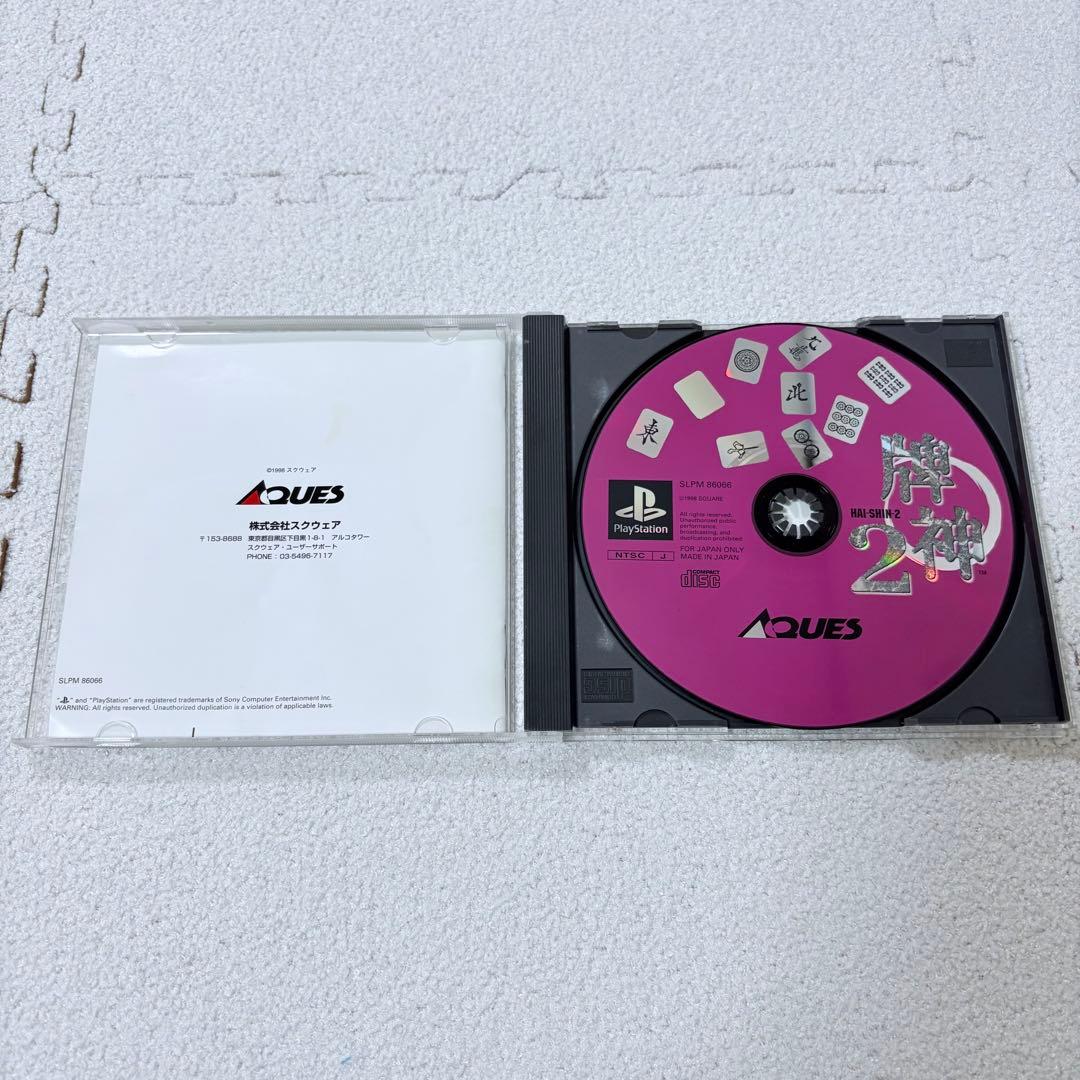 ©1998 スクウェア
AQUES
株式会社スクウェア
〒153-8688 東京都目黒区下目黒1-8-1 アルコタワー
スクウェア・ユーザーサポート
PHONE : 03-5496-7117
SLPM 86066
" " and "PlayStation" are registered trademarks of Sony Computer Entertainment Inc.
WARNING: All rights reserved. Unauthorized duplication is a violation of applicable laws.
九萬
北
東
牌神2
HAI-SHIN-2
TM
SLPM 86066
©1998 SQUARE
PlayStation
All rights reserved.
Unauthorized public
performance,
broadcasting, and
duplication prohibited
NTSC J
FOR JAPAN ONLY
MADE IN JAPAN
COMPACT
disc
AQUES